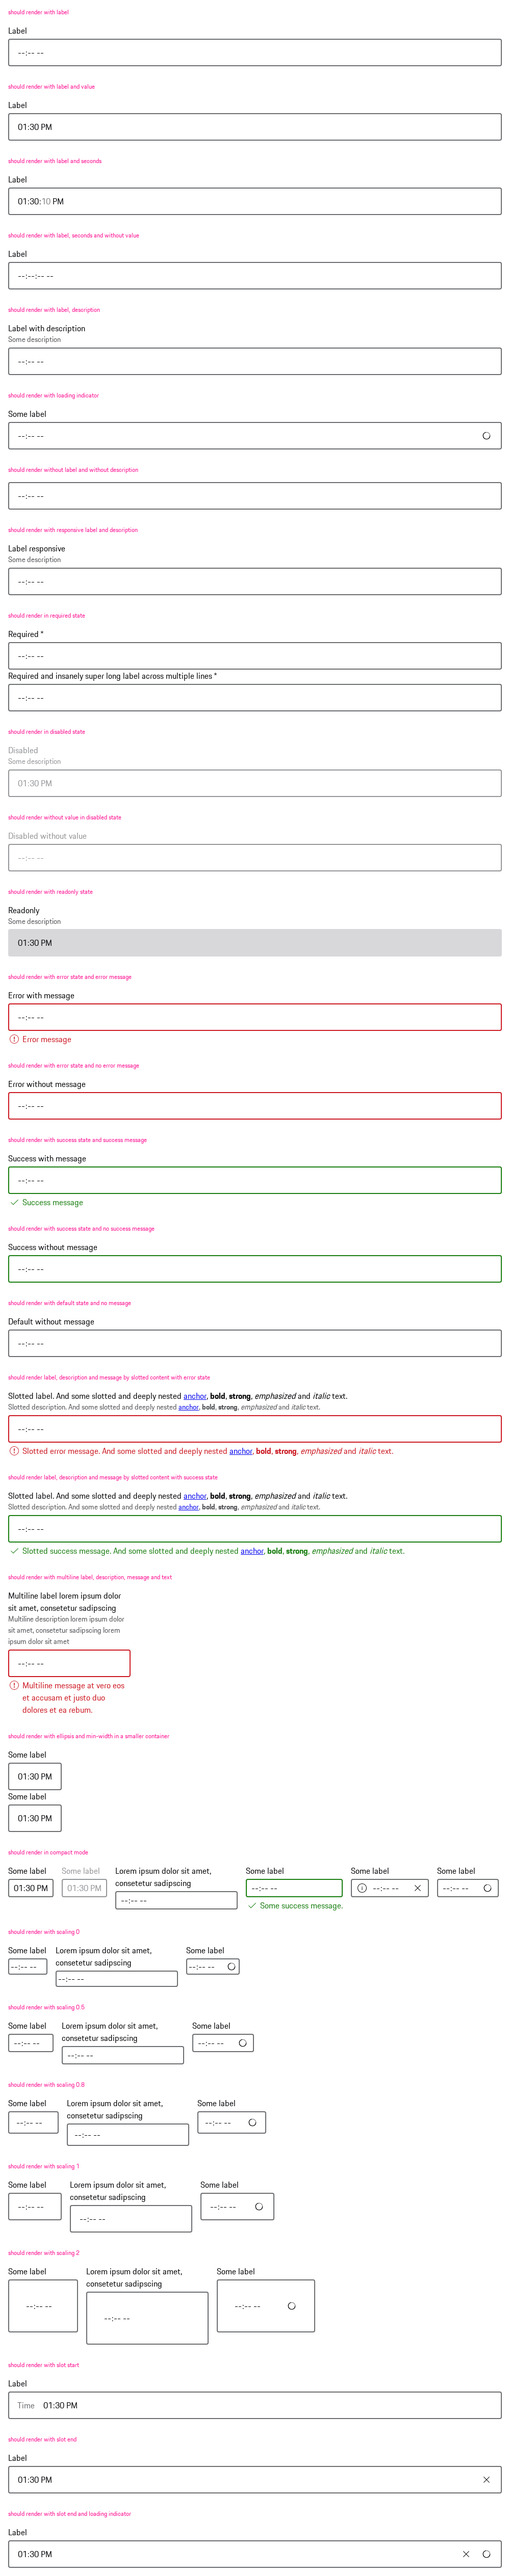 should render with label
Label
--:-- --
should render with label and value
Label
01:30 PM
should render with label and seconds
Label
01:30:10 PM
should render with label, seconds and without value
Label
--:--:-- --
should render with label, description
Label with description
Some description
--:-- --
should render with loading indicator
Some label
--:-- --
should render without label and without description
--:-- --
should render with responsive label and description
Label responsive
Some description
--:-- --
should render in required state
Required *
--:-- --
Required and insanely super long label across multiple lines *
--:-- --
should render in disabled state
Disabled
Some description
01:30 PM
should render without value in disabled state
Disabled without value
--:-- --
should render with readonly state
Readonly
Some description
01:30 PM
should render with error state and error message
Error with message
--:-- --
Error message
should render with error state and no error message
Error without message
--:-- --
should render with success state and success message
Success with message
--:-- --
Success message
should render with success state and no success message
Success without message
--:-- --
should render with default state and no message
Default without message
--:-- --
should render label, description and message by slotted content with error state
Slotted label. And some slotted and deeply nested anchor, bold, strong, emphasized and italic text.
Slotted description. And some slotted and deeply nested anchor, bold, strong, emphasized and italic text.
--:-- --
Slotted error message. And some slotted and deeply nested anchor, bold, strong, emphasized and italic text.
should render label, description and message by slotted content with success state
Slotted label. And some slotted and deeply nested anchor, bold, strong, emphasized and italic text.
Slotted description. And some slotted and deeply nested anchor, bold, strong, emphasized and italic text.
--:-- --
Slotted success message. And some slotted and deeply nested anchor, bold, strong, emphasized and italic text.
should render with multiline label, description, message and text
Multiline label lorem ipsum dolor
sit amet, consetetur sadipscing
Multiline description lorem ipsum dolor
sit amet, consetetur sadipscing lorem
ipsum dolor sit amet
--:-- --
Multiline message at vero eos
et accusam et justo duo
dolores et ea rebum.
should render with ellipsis and min-width in a smaller container
Some label
01:30 PM
Some label
01:30 PM
should render in compact mode
Some label Some label Lorem ipsum dolor sit amet, Some label Some label Some label
consetetur sadipscing
01:30 PM 01:30 PM --:-- -- --:-- -- --:-- -- --:-- --
Some success message.
should render with scaling 0
Some label Lorem ipsum dolor sit amet, Some label
consetetur sadipscing
--:-- -- --:-- -- --:-- --
should render with scaling 0.5
Some label Lorem ipsum dolor sit amet, Some label
consetetur sadipscing
--:-- -- --:-- -- --:-- --
should render with scaling 0.8
Some label Lorem ipsum dolor sit amet, Some label
consetetur sadipscing
--:-- -- --:-- -- --:-- --
should render with scaling 1
Some label Lorem ipsum dolor sit amet, Some label
consetetur sadipscing
--:-- -- --:-- -- --:-- --
should render with scaling 2
Some label Lorem ipsum dolor sit amet, Some label
consetetur sadipscing
--:-- -- --:-- -- --:-- --
should render with slot start
Label
Time 01:30 PM
should render with slot end
Label
01:30 PM
should render with slot end and loading indicator
Label
01:30 PM